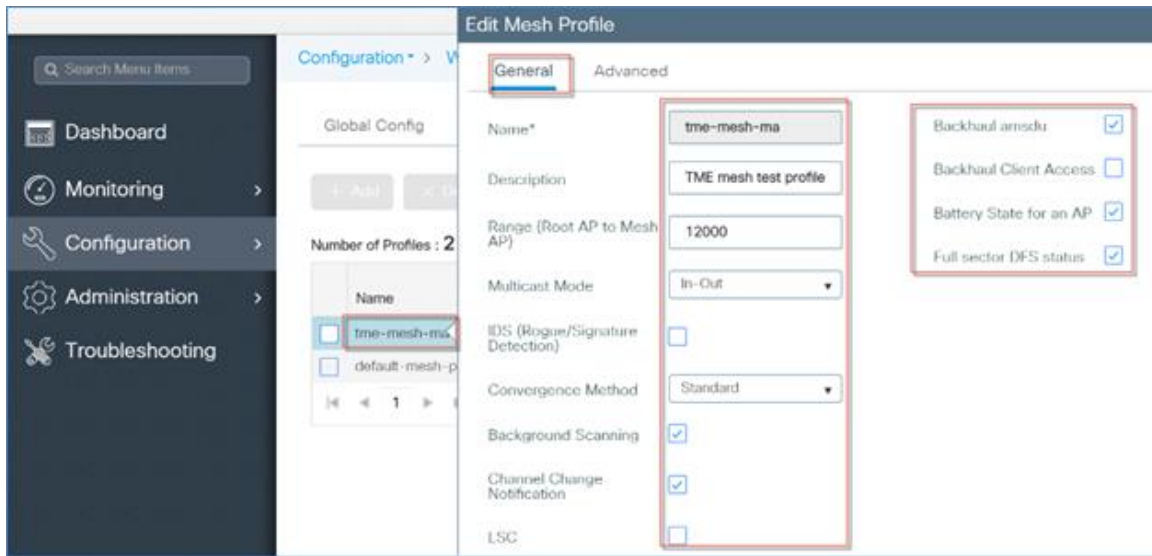 Edit Mesh Profile
Search Menu Items
Dashboard
Monitoring
Configuration
Administration
Troubleshooting
Configuration > W
Global Config
+ Add
Number of Profiles : 2
Name
tme-mesh-ma
default-mesh-p
1
General
Advanced
Name*
tme-mesh-ma
Description
TME mesh test profile
Range (Root AP to Mesh
AP)
12000
Multicast Mode
In-Out
IDS (Rogue/Signature
Detection)
Convergence Method
Standard
Background Scanning
Channel Change
Notification
LSC
Backhaul amsdu
Backhaul Client Access
Battery State for an AP
Full sector DFS status